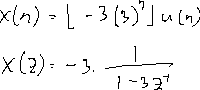 x(n) = [ -3 (3)^n ] u(n)
X(z) = -3 · 1 / (1 - 3z^-1)